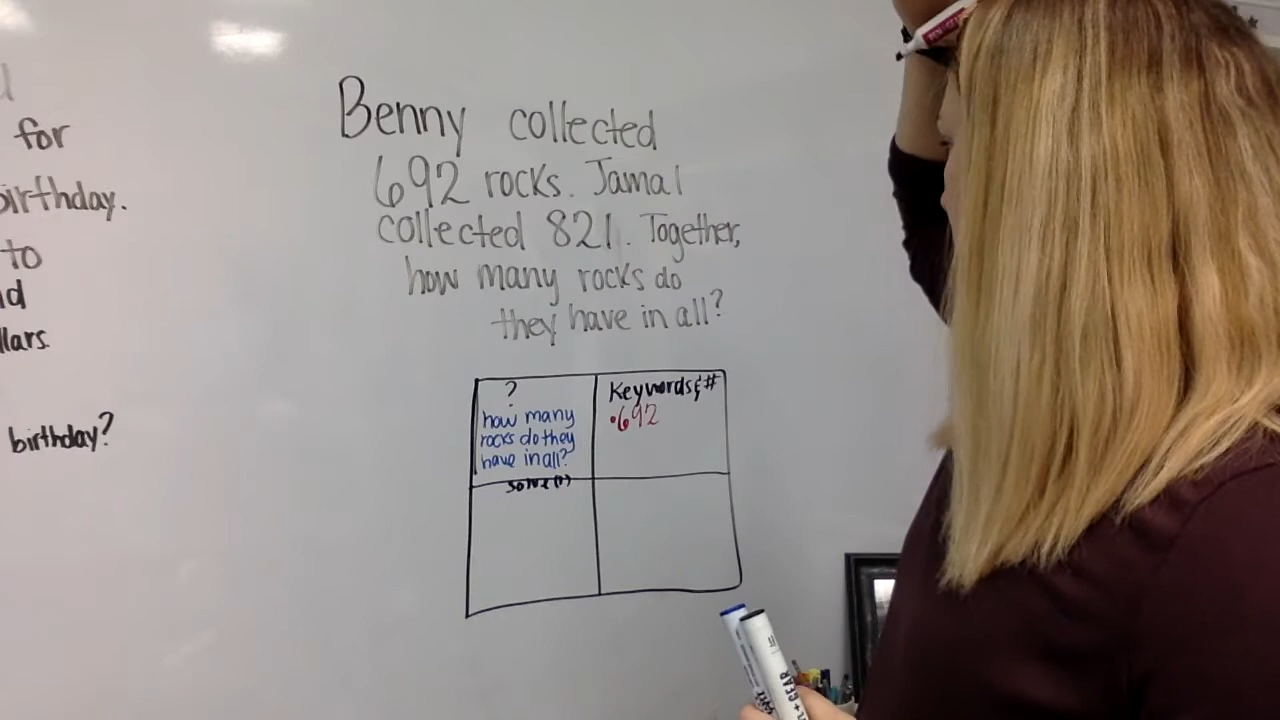 for
birthday.
to
llars.
birthday?
Benny collected
692 rocks. Jamal
collected 821. Together,
how many rocks do
they have in all?
?
how many
rocks do they
have in all?
Keywords & #
•692
Solve (1)